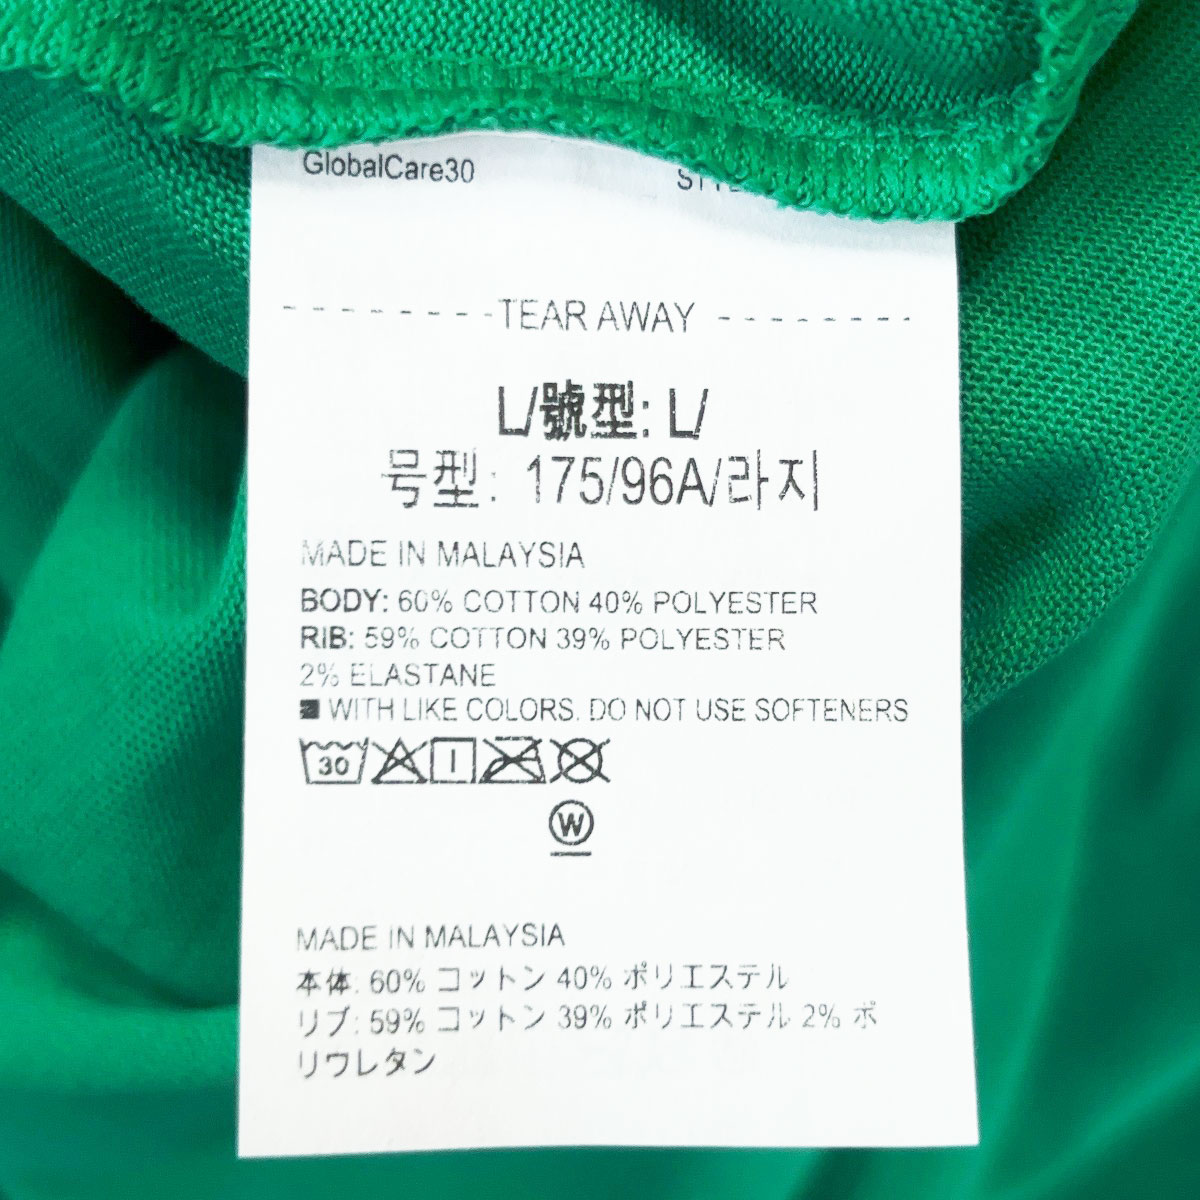 GlobalCare30
TEAR AWAY
L/號型: L/
号型: 175/96A/라지
MADE IN MALAYSIA
BODY: 60% COTTON 40% POLYESTER
RIB: 59% COTTON 39% POLYESTER
2% ELASTANE
■ WITH LIKE COLORS. DO NOT USE SOFTENERS
30
W
MADE IN MALAYSIA
本体: 60% コットン 40% ポリエステル
リブ: 59% コットン 39% ポリエステル 2% ポ
リウレタン